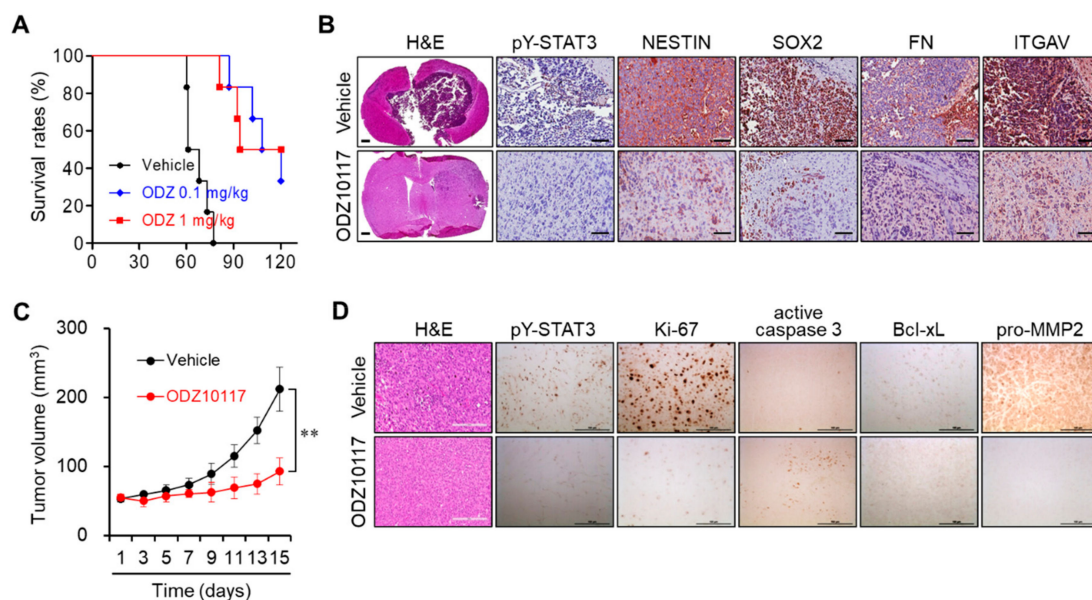 A
Survival rates (%)
100
80
60
40
20
0
Vehicle
ODZ 0.1 mg/kg
ODZ 1 mg/kg
0 30 60 90 120
B
H&E pY-STAT3 NESTIN SOX2 FN ITGAV
Vehicle
ODZ10117
C
Tumor volume (mm³)
300
200
100
0
Vehicle
ODZ10117
**
1 3 5 7 9 11 13 15
Time (days)
D
H&E pY-STAT3 Ki-67 active caspase 3 Bcl-xL pro-MMP2
Vehicle
ODZ10117